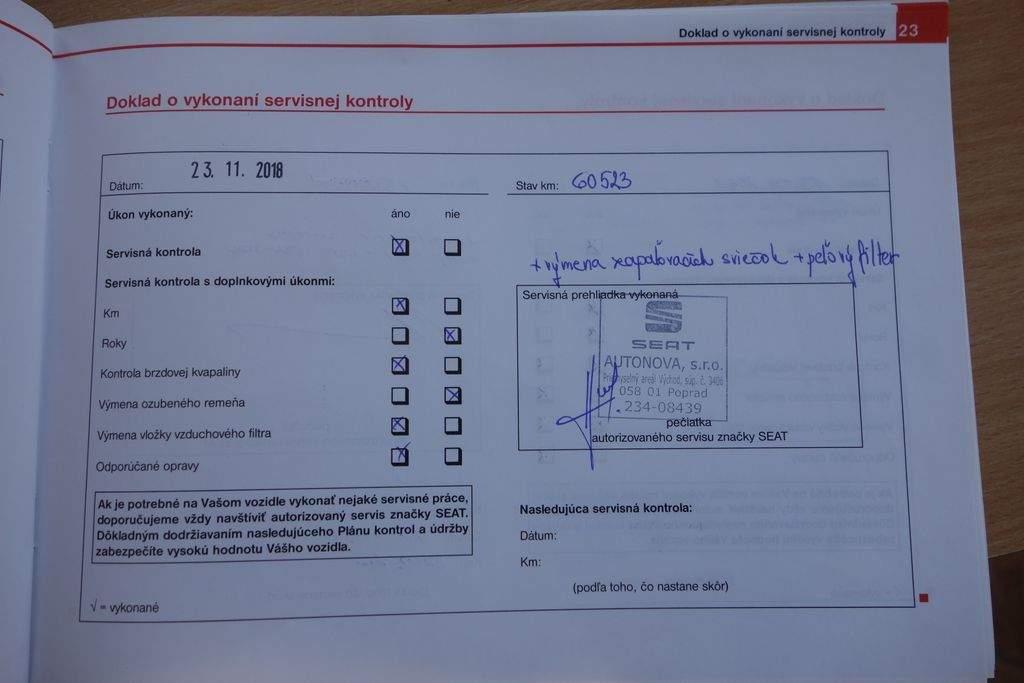 Doklad o vykonaní servisnej kontroly 23
Doklad o vykonaní servisnej kontroly
Dátum: 23. 11. 2018
Stav km: 60523
Úkon vykonaný: áno nie
Servisná kontrola
Servisná kontrola s doplnkovými úkonmi:
Km
Roky
Kontrola brzdovej kvapaliny
Výmena ozubeného remeňa
Výmena vložky vzduchového filtra
Odporúčané opravy
Ak je potrebné na Vašom vozidle vykonať nejaké servisné práce,
doporučujeme vždy navštíviť autorizovaný servis značky SEAT.
Dôkladným dodržiavaním nasledujúceho Plánu kontrol a údržby
zabezpečíte vysokú hodnotu Vášho vozidla.
√ = vykonané
+ výmena zapaľovacích sviečok + peľový filter
Servisná prehliadka vykonaná
SEAT
AUTONOVA, s.r.o.
Priemyselný areál Východ, súp. č. 3406
058 01 Poprad
234-08439
pečiatka
autorizovaného servisu značky SEAT
Nasledujúca servisná kontrola:
Dátum:
Km:
(podľa toho, čo nastane skôr)